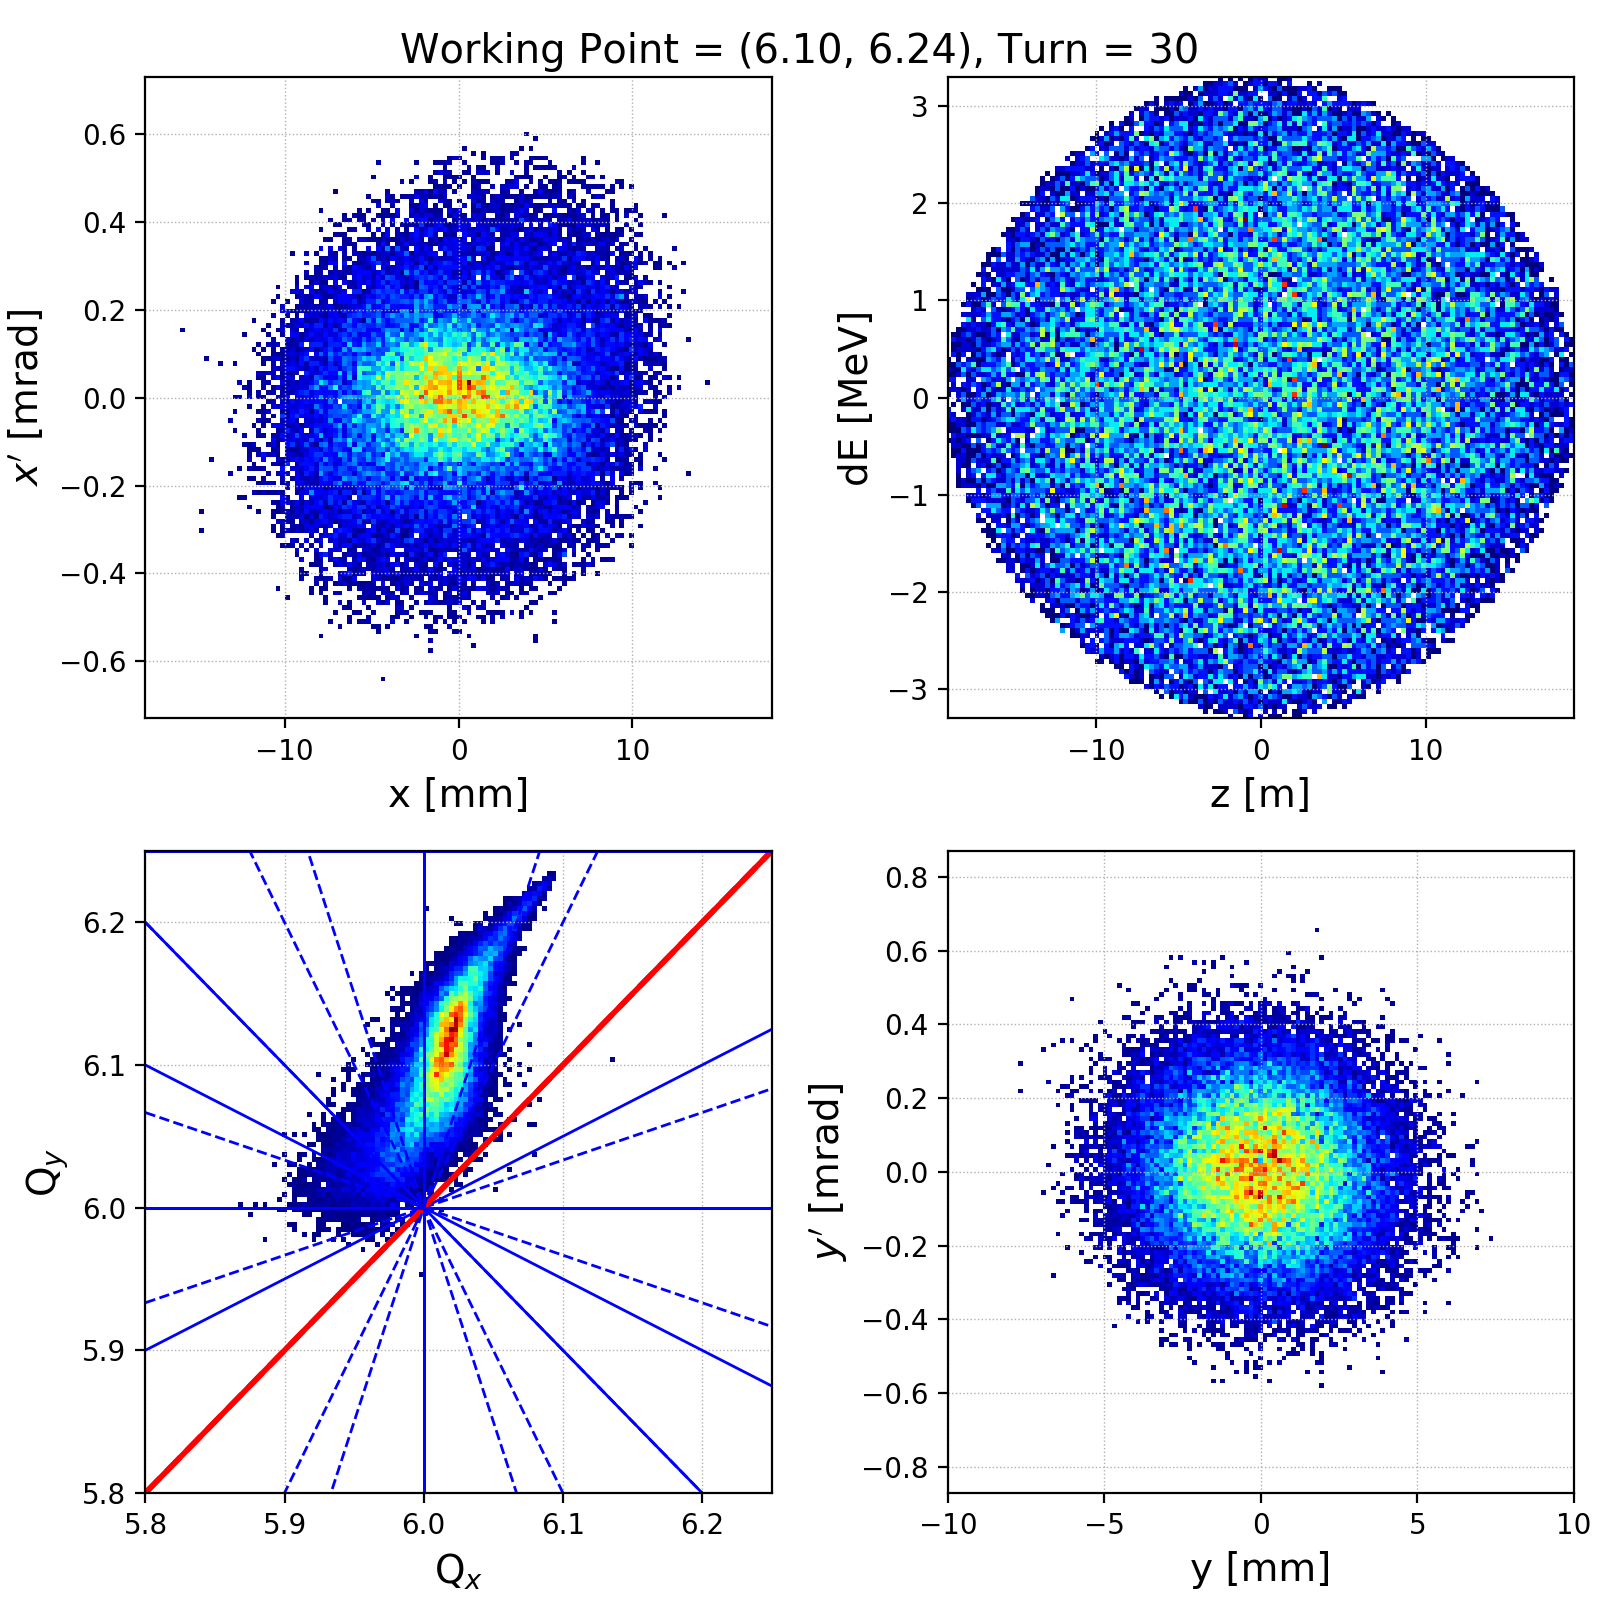 Working Point = (6.10, 6.24), Turn = 30
x′ [mrad]
0.6
0.4
0.2
0.0
−0.2
−0.4
−0.6
−10 0 10
x [mm]
dE [MeV]
3
2
1
0
−1
−2
−3
−10 0 10
z [m]
Qy
6.2
6.1
6.0
5.9
5.8
5.8 5.9 6.0 6.1 6.2
Qx
y′ [mrad]
0.8
0.6
0.4
0.2
0.0
−0.2
−0.4
−0.6
−0.8
−10 −5 0 5 10
y [mm]